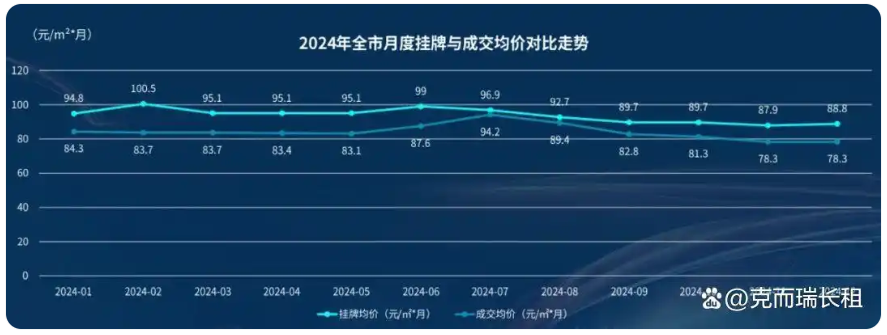 （元/m²*月）
2024年全市月度挂牌与成交均价对比走势
120
100
80
60
40
20
0
94.8 100.5 95.1 95.1 95.1 99 96.9 92.7 89.7 89.7 87.9 88.8
84.3 83.7 83.7 83.4 83.1 87.6 94.2 89.4 82.8 81.3 78.3 78.3
2024-01 2024-02 2024-03 2024-04 2024-05 2024-06 2024-07 2024-08 2024-09
挂牌均价（元/㎡*月） 成交均价（元/㎡*月）
du
@克而瑞长租